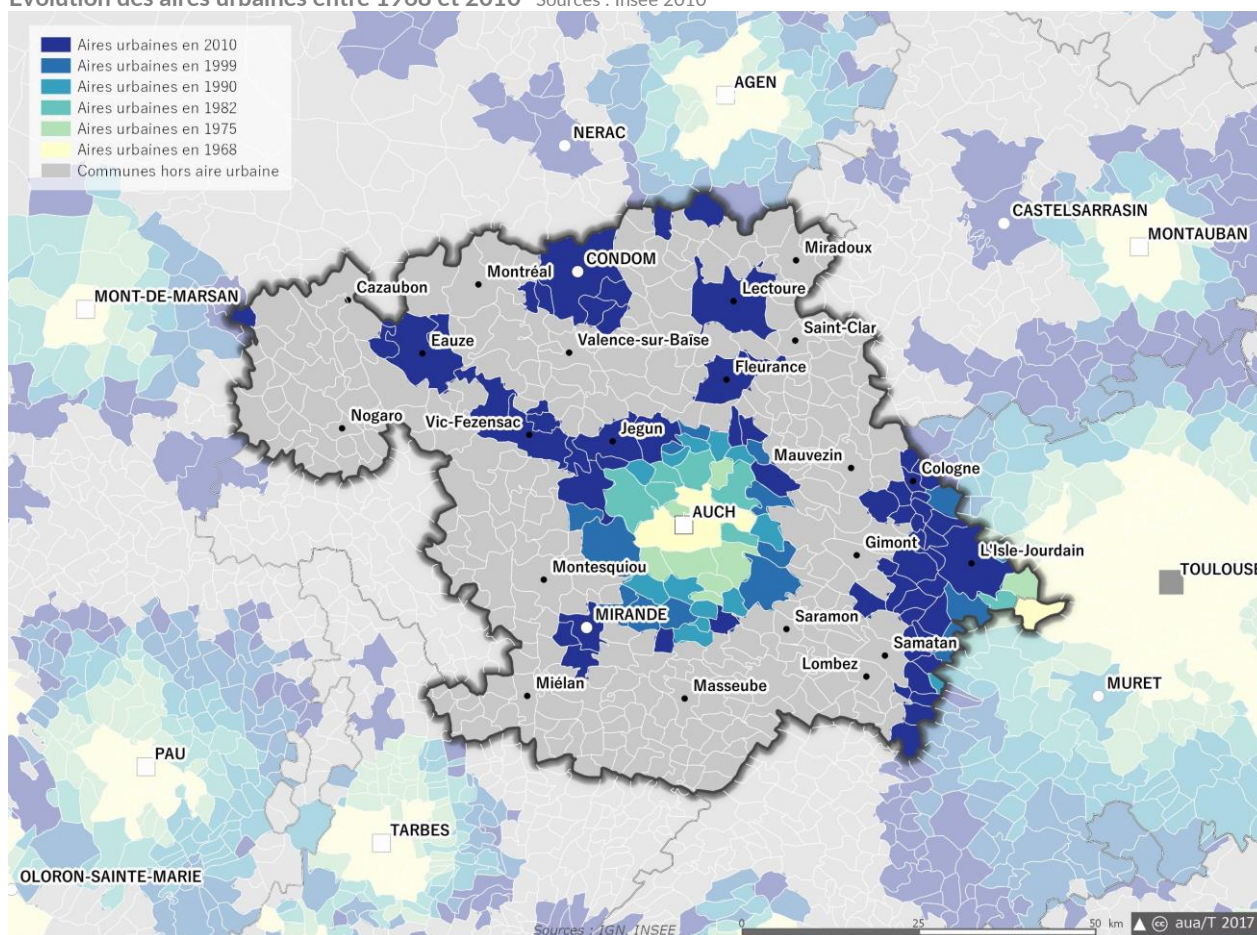 Evolution des aires urbaines entre 1968 et 2010 Sources : Insee 2010
Aires urbaines en 2010
Aires urbaines en 1999
Aires urbaines en 1990
Aires urbaines en 1982
Aires urbaines en 1975
Aires urbaines en 1968
Communes hors aire urbaine
AGEN
NERAC
CASTELSARRASIN
MONTAUBAN
Miradoux
CONDOM
Montréal
Cazaubon
Lectoure
MONT-DE-MARSAN
Saint-Clar
Eauze
Valence-sur-Baïse
Fleurance
Nogaro
Vic-Fezensac
Jegun
Mauvezin
Cologne
AUCH
Gimont
L'Isle-Jourdain
TOULOUSE
Montesquiou
MIRANDE
Saramon
Samatan
Lombez
Miélan
Masseube
MURET
PAU
TARBES
OLORON-SAINTE-MARIE
Sources : IGN, INSEE
0 25 50 km
cc aua/T 2017